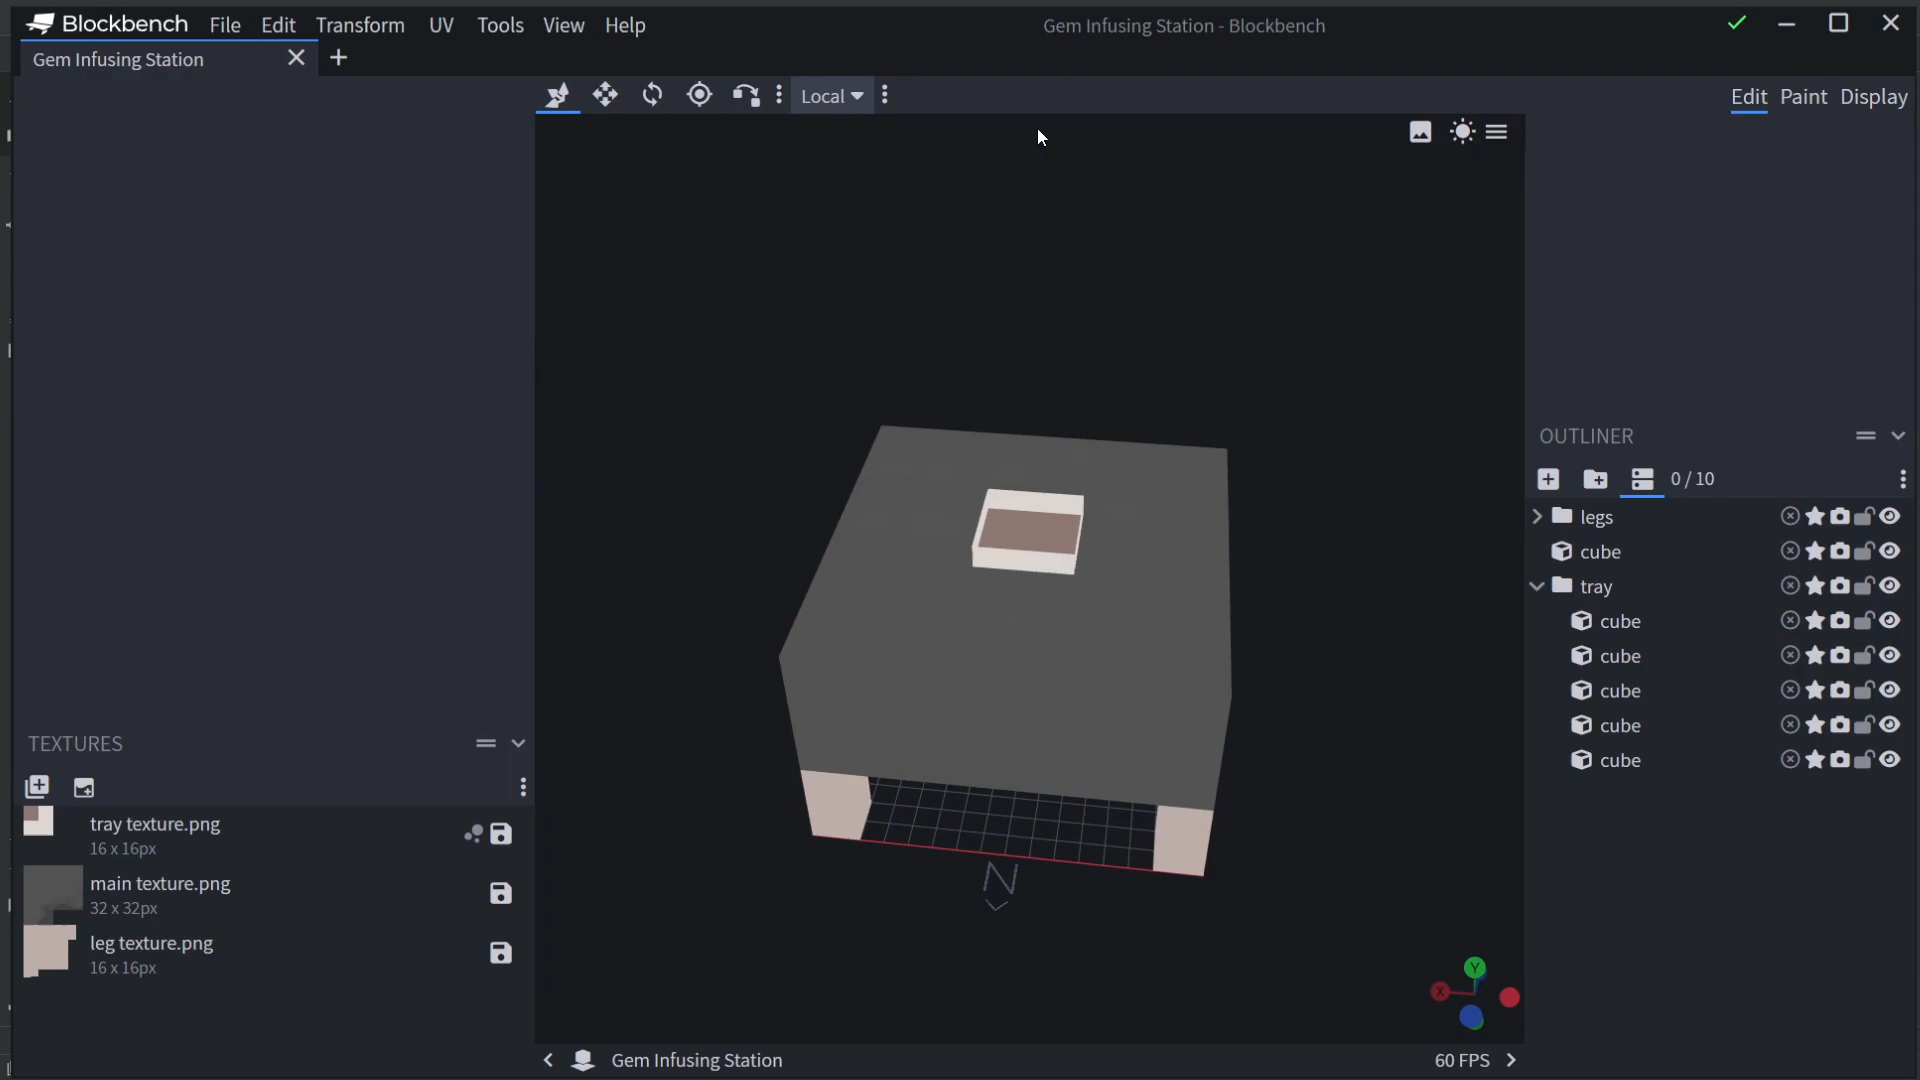 Blockbench File Edit Transform UV Tools View Help Gem Infusing Station - Blockbench
Gem Infusing Station
Local
Edit Paint Display
OUTLINER
0 / 10
legs
cube
tray
cube
cube
cube
cube
cube
TEXTURES
tray texture.png
16 x 16px
main texture.png
32 x 32px
leg texture.png
16 x 16px
N
Y
X
Gem Infusing Station
60 FPS